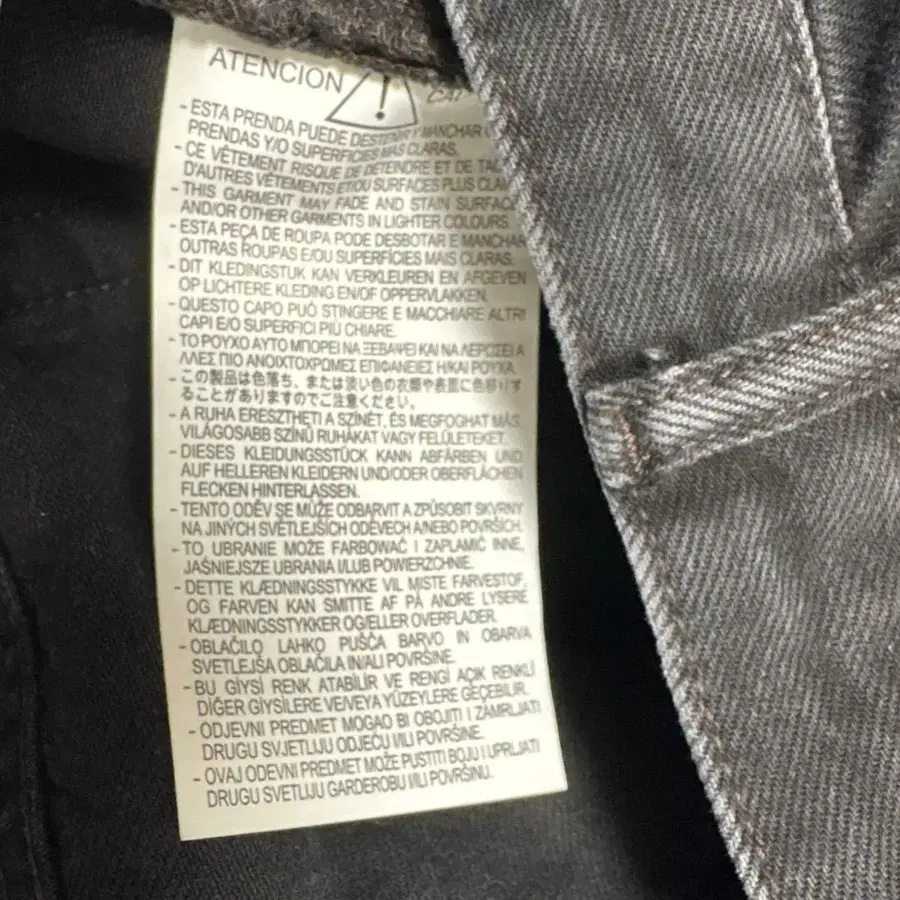 ATENCION
- ESTA PRENDA PUEDE DESTEÑIR Y MANCHAR
PRENDAS Y/O SUPERFICIES MAS CLARAS.
- CE VÊTEMENT RISQUE DE DÉTEINDRE ET DE
D'AUTRES VÊTEMENTS ET/OU SURFACES PLUS
- THIS GARMENT MAY FADE AND STAIN
AND/OR OTHER GARMENTS IN LIGHTER COLOURS.
- ESTA PEÇA DE ROUPA PODE DESBOTAR E MANCHAR
OUTRAS ROUPAS E/OU SUPERFÍCIES MAIS CLARAS.
- DIT KLEDINGSTUK KAN VERKLEUREN EN AFGEVEN
OP LICHTERE KLEDING EN/OF OPPERVLAKKEN.
- QUESTO CAPO PUÒ STINGERE E MACCHIARE ALTRI
CAPI E/O SUPERFICI PIÙ CHIARE.
- ΤΟ ΡΟΥΧΟ ΑΥΤΟ ΜΠΟΡΕΙ ΝΑ ΞΕΒΑΨΕΙ ΚΑΙ ΝΑ ΛΕΡΩΣΕΙ Α
ΛΛΕΣ ΠΙΟ ΑΝΟΙΧΤΟΧΡΩΜΕΣ ΕΠΙΦΑΝΕΙΕΣ Η/ΚΑΙ ΡΟΥΧΑ.
- この製品は色落ち、または淡い色の衣類や表面に色移りす
ることがありますのでご注意ください。
- A RUHA ERESZTHETI A SZÍNÉT, ÉS MEGFOGHAT MÁS,
VILÁGOSABB SZÍNŰ RUHÁKAT VAGY FELÜLETEKET.
- DIESES KLEIDUNGSSTÜCK KANN ABFÄRBEN UND
AUF HELLEREN KLEIDERN UND/ODER OBERFLÄCHEN
FLECKEN HINTERLASSEN.
- TENTO ODĚV SE MŮŽE ODBARVIT A ZPŮSOBIT SKVRNY
NA JINÝCH SVĚTLEJŠÍCH ODĚVECH A/NEBO POVRŠÍCH.
- TO UBRANIE MOŻE FARBOWAĆ I ZAPLAMIĆ INNE,
JAŚNIEJSZE UBRANIA I/LUB POWIERZCHNIE.
- DETTE KLÆDNINGSSTYKKE VIL MISTE FARVESTOF,
OG FARVEN KAN SMITTE AF PÅ ANDRE LYSERE
KLÆDNINGSSTYKKER OG/ELLER OVERFLADER.
- OBLAČILO LAHKO PUŠČA BARVO IN OBARVA
SVETLEJŠA OBLAČILA IN/ALI POVRŠINE.
- BU GİYSİ RENK ATABİLİR VE RENGİ AÇIK RENKLİ
DİĞER GİYSİLERE VE/VEYA YÜZEYLERE GEÇEBİLİR.
- ODJEVNI PREDMET MOGAO BI OBOJITI I ZAMRLJATI
DRUGU SVJETLIJU ODJEĆU I/ILI POVRŠINE.
- OVAJ ODEVNI PREDMET MOŽE PUSTITI BOJU I UPRLJATI
DRUGU SVETLIJU GARDEROBU I/ILI POVRŠINU.